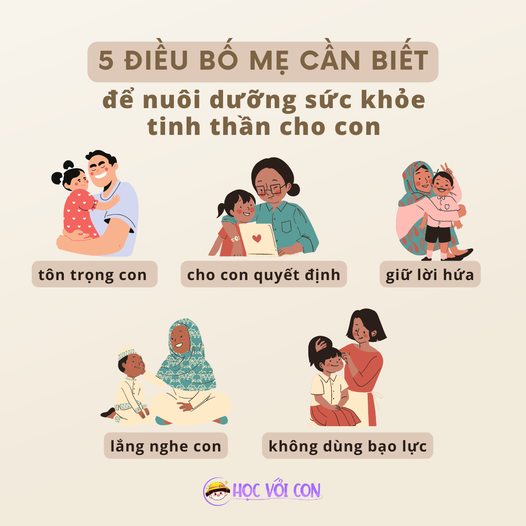 5 ĐIỀU BỐ MẸ CẦN BIẾT
để nuôi dưỡng sức khỏe
tinh thần cho con
tôn trọng con
cho con quyết định
giữ lời hứa
lắng nghe con
không dùng bạo lực
HỌC VỚI CON